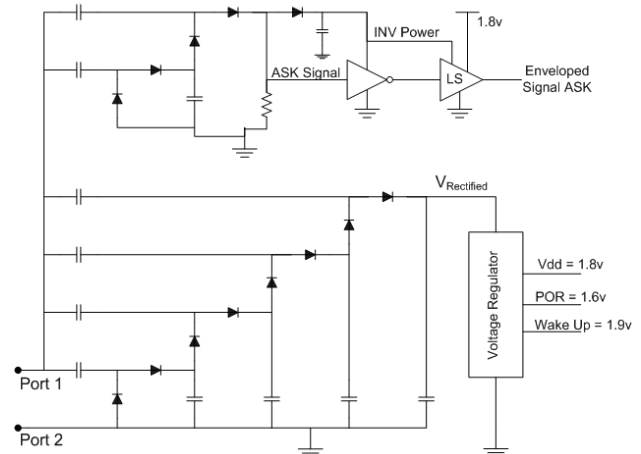 1.8v
INV Power
ASK Signal
LS
Enveloped
Signal ASK
VRectified
Voltage Regulator
Vdd = 1.8v
POR = 1.6v
Wake Up = 1.9v
Port 1
Port 2